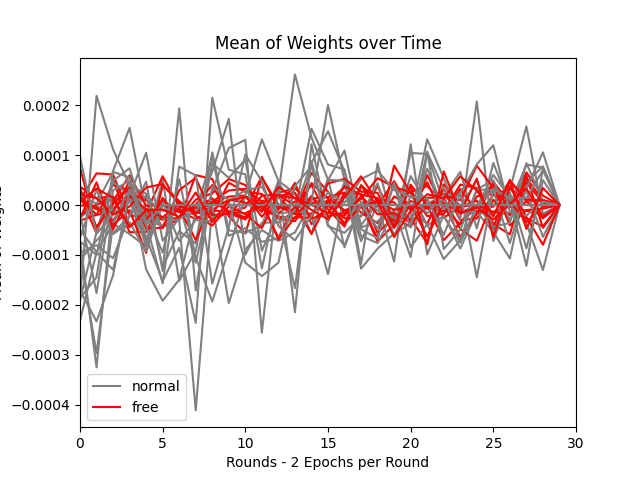 Mean of Weights over Time
0.0002
0.0001
0.0000
−0.0001
−0.0002
−0.0003
−0.0004
normal
free
0 5 10 15 20 25 30
Rounds - 2 Epochs per Round